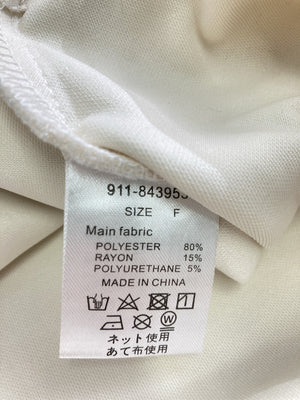 911-843953
SIZE F
Main fabric
POLYESTER 80%
RAYON 15%
POLYURETHANE 5%
MADE IN CHINA
ネット使用
あて布使用